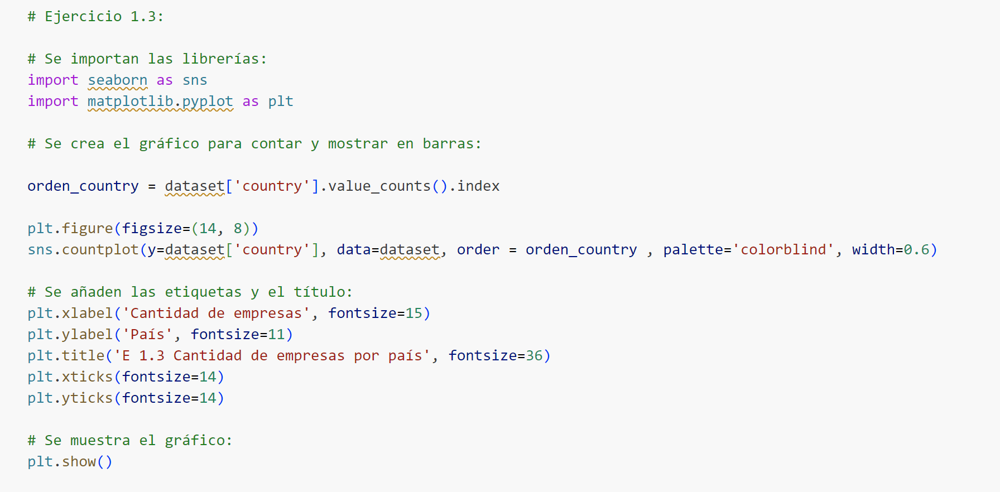 # Ejercicio 1.3:
# Se importan las librerías:
import seaborn as sns
import matplotlib.pyplot as plt
# Se crea el gráfico para contar y mostrar en barras:
orden_country = dataset['country'].value_counts().index
plt.figure(figsize=(14, 8))
sns.countplot(y=dataset['country'], data=dataset, order = orden_country , palette='colorblind', width=0.6)
# Se añaden las etiquetas y el título:
plt.xlabel('Cantidad de empresas', fontsize=15)
plt.ylabel('País', fontsize=11)
plt.title('E 1.3 Cantidad de empresas por país', fontsize=36)
plt.xticks(fontsize=14)
plt.yticks(fontsize=14)
# Se muestra el gráfico:
plt.show()